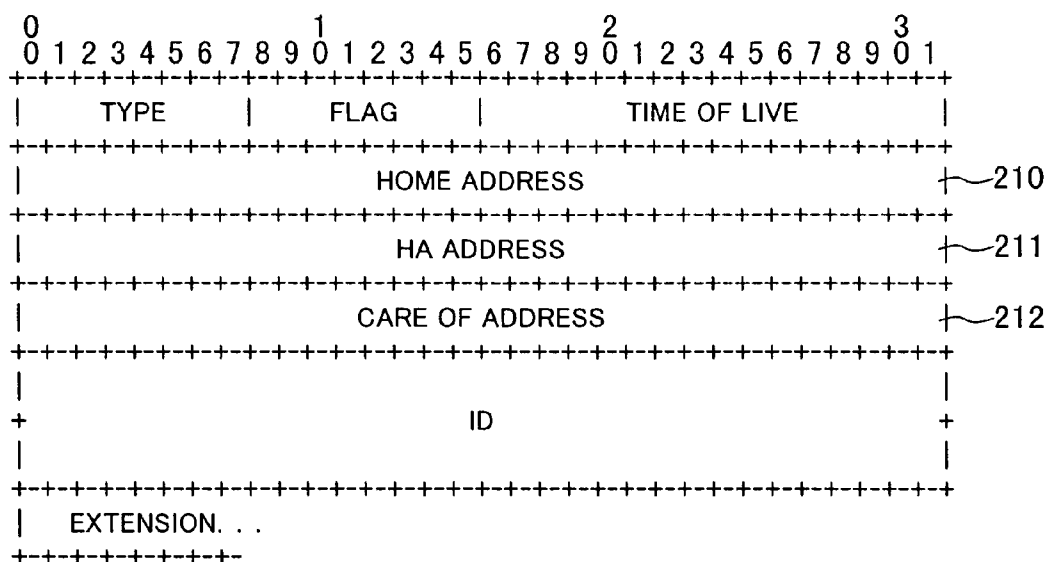 0 1 2 3
0 1 2 3 4 5 6 7 8 9 0 1 2 3 4 5 6 7 8 9 0 1 2 3 4 5 6 7 8 9 0 1
+-+-+-+-+-+-+-+-+-+-+-+-+-+-+-+-+-+-+-+-+-+-+-+-+-+-+-+-+-+-+-+-+
| TYPE | FLAG | TIME OF LIVE |
+-+-+-+-+-+-+-+-+-+-+-+-+-+-+-+-+-+-+-+-+-+-+-+-+-+-+-+-+-+-+-+-+
| HOME ADDRESS | 210
+-+-+-+-+-+-+-+-+-+-+-+-+-+-+-+-+-+-+-+-+-+-+-+-+-+-+-+-+-+-+-+-+
| HA ADDRESS | 211
+-+-+-+-+-+-+-+-+-+-+-+-+-+-+-+-+-+-+-+-+-+-+-+-+-+-+-+-+-+-+-+-+
| CARE OF ADDRESS | 212
+-+-+-+-+-+-+-+-+-+-+-+-+-+-+-+-+-+-+-+-+-+-+-+-+-+-+-+-+-+-+-+-+
| |
+ ID +
| |
+-+-+-+-+-+-+-+-+-+-+-+-+-+-+-+-+-+-+-+-+-+-+-+-+-+-+-+-+-+-+-+-+
| EXTENSION. . .
+-+-+-+-+-+-+-+-